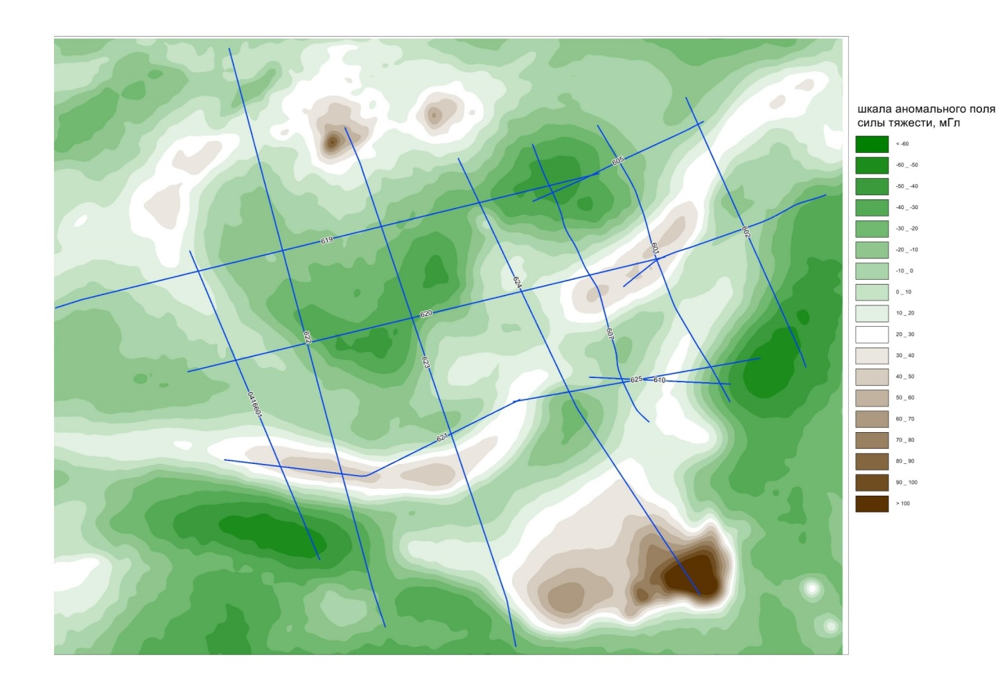 шкала аномального поля
силы тяжести, мГл
< -60
-60 _ -50
-50 _ -40
-40 _ -30
-30 _ -20
-20 _ -10
-10 _ 0
0 _ 10
10 _ 20
20 _ 30
30 _ 40
40 _ 50
50 _ 60
60 _ 70
70 _ 80
80 _ 90
90 _ 100
> 100
605
602
619
601
624
620
607
622
623
625
610
0416601
621